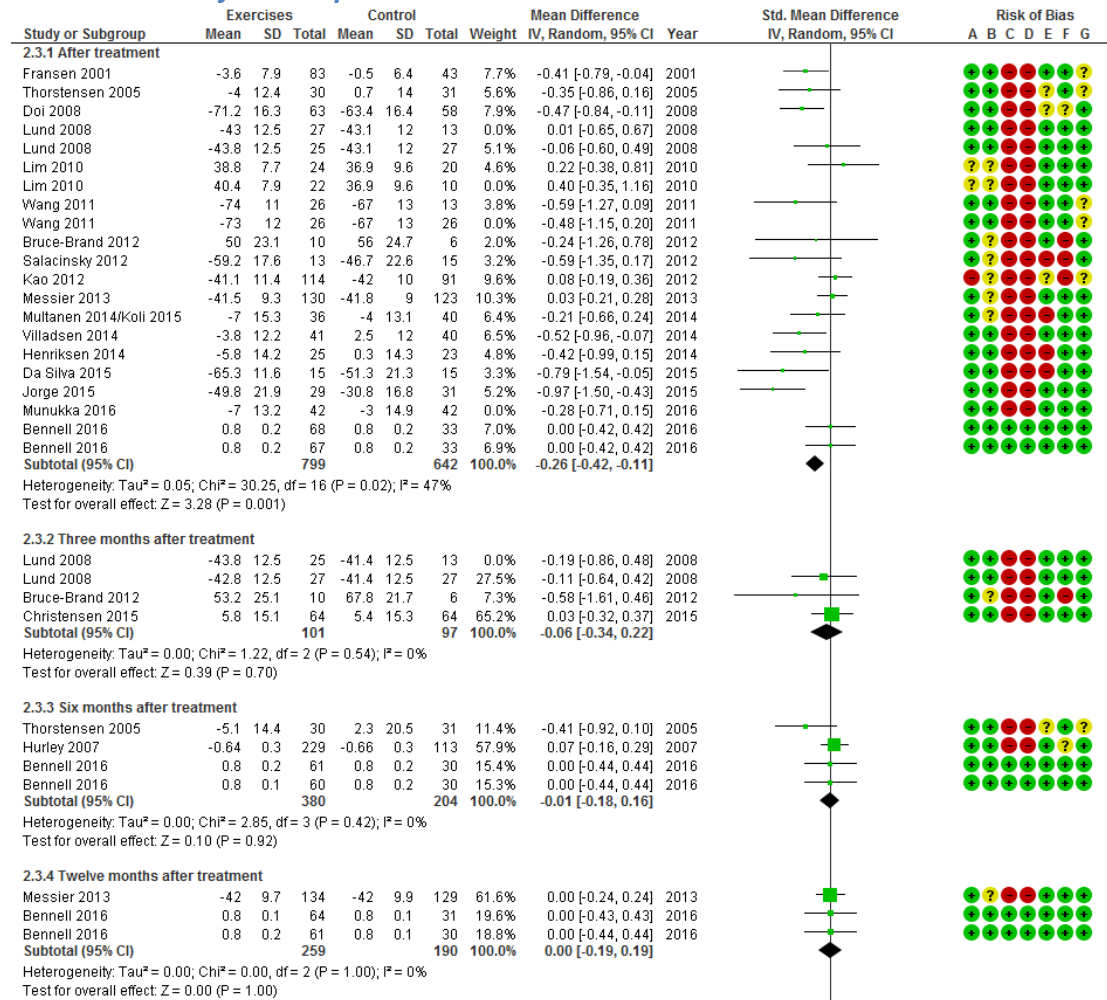 Exercises Control Mean Difference Std. Mean Difference Risk of Bias
Study or Subgroup Mean SD Total Mean SD Total Weight IV, Random, 95% CI Year IV, Random, 95% CI A B C D E F G
2.3.1 After treatment
Fransen 2001 -3.6 7.9 83 -0.5 6.4 43 7.7% -0.41 [-0.79, -0.04] 2001 + + - - + + ?
Thorstensen 2005 -4 12.4 30 0.7 14 31 5.6% -0.35 [-0.86, 0.16] 2005 + + - - ? + ?
Doi 2008 -71.2 16.3 63 -63.4 16.4 58 7.9% -0.47 [-0.84, -0.11] 2008 + + - - ? ? +
Lund 2008 -43 12.5 27 -43.1 12 13 0.0% 0.01 [-0.65, 0.67] 2008 + + - - + + +
Lund 2008 -43.8 12.5 25 -43.1 12 27 5.2% -0.06 [-0.60, 0.49] 2008 + + - - + + +
Lim 2010 38.8 7.7 24 36.9 9.6 20 4.7% 0.22 [-0.38, 0.81] 2010 ? ? - - + + +
Lim 2010 40.4 7.9 22 36.9 9.6 10 0.0% 0.40 [-0.35, 1.16] 2010 ? ? - - + + +
Wang 2011 -74 11 26 -67 13 13 3.8% -0.59 [-1.27, 0.09] 2011 + + - - + + ?
Wang 2011 -73 12 26 -67 13 26 0.0% -0.48 [-1.15, 0.20] 2011 + + - - + + ?
Bruce-Brand 2012 50 23.1 10 56 24.7 6 2.0% -0.24 [-1.26, 0.78] 2012 + ? - - + - +
Salacinsky 2012 -59.2 17.6 13 -46.7 22.6 15 3.2% -0.59 [-1.35, 0.17] 2012 + ? - - - - +
Kao 2012 -41.1 11.4 114 -42 10 91 9.6% 0.08 [-0.19, 0.36] 2012 - ? - - ? - ?
Messier 2013 -41.5 9.3 130 -41.8 9 123 10.3% 0.03 [-0.21, 0.28] 2013 + ? - - + + +
Multanen 2014/Koli 2015 -7 15.3 36 -4 13.1 40 6.4% -0.21 [-0.66, 0.24] 2014 + ? - - + + +
Villadsen 2014 -3.8 12.2 41 2.5 12 40 6.5% -0.52 [-0.96, -0.07] 2014 + + - - + + +
Henriksen 2014 -5.8 14.2 25 0.3 14.3 23 4.8% -0.42 [-0.99, 0.15] 2014 + + - - - + +
Da Silva 2015 -65.3 11.6 15 -51.3 21.3 15 3.3% -0.79 [-1.54, -0.05] 2015 + + - - - + +
Jorge 2015 -49.8 21.9 29 -30.8 16.8 31 5.2% -0.97 [-1.50, -0.43] 2015 + + - - + + +
Munukka 2016 -7 13.2 42 -3 14.9 42 0.0% -0.28 [-0.71, 0.15] 2016 + + - - + + +
Bennell 2016 0.8 0.2 68 0.8 0.2 33 7.0% 0.00 [-0.42, 0.42] 2016 + + + + + + +
Bennell 2016 0.8 0.2 67 0.8 0.2 33 6.9% 0.00 [-0.42, 0.42] 2016 + + + + + + +
Subtotal (95% CI) 799 642 100.0% -0.26 [-0.42, -0.11]
Heterogeneity: Tau² = 0.05; Chi² = 30.25, df = 16 (P = 0.02); I² = 47%
Test for overall effect: Z = 3.28 (P = 0.001)
2.3.2 Three months after treatment
Lund 2008 -43.8 12.5 25 -41.4 12.5 13 0.0% -0.19 [-0.86, 0.48] 2008 + + - - + + +
Lund 2008 -42.8 12.5 27 -41.4 12.5 27 27.5% -0.11 [-0.64, 0.42] 2008 + + - - + + +
Bruce-Brand 2012 53.2 25.1 10 67.8 21.7 6 7.3% -0.58 [-1.61, 0.46] 2012 + ? - - + - +
Christensen 2015 5.8 15.1 64 5.4 15.3 64 65.2% 0.03 [-0.32, 0.37] 2015 + + - - + + +
Subtotal (95% CI) 101 97 100.0% -0.06 [-0.34, 0.22]
Heterogeneity: Tau² = 0.00; Chi² = 1.22, df = 2 (P = 0.54); I² = 0%
Test for overall effect: Z = 0.39 (P = 0.70)
2.3.3 Six months after treatment
Thorstensen 2005 -5.1 14.4 30 2.3 20.5 31 11.4% -0.41 [-0.92, 0.10] 2005 + + - - ? + ?
Hurley 2007 -0.64 0.3 229 -0.66 0.3 113 57.9% 0.07 [-0.16, 0.29] 2007 + + - - + ? +
Bennell 2016 0.8 0.2 61 0.8 0.2 30 15.4% 0.00 [-0.44, 0.44] 2016 + + + + + + +
Bennell 2016 0.8 0.1 60 0.8 0.2 30 15.3% 0.00 [-0.44, 0.44] 2016 + + + + + + +
Subtotal (95% CI) 380 204 100.0% -0.01 [-0.18, 0.16]
Heterogeneity: Tau² = 0.00; Chi² = 2.85, df = 3 (P = 0.42); I² = 0%
Test for overall effect: Z = 0.10 (P = 0.92)
2.3.4 Twelve months after treatment
Messier 2013 -42 9.7 134 -42 9.9 129 61.6% 0.00 [-0.24, 0.24] 2013 + ? - - + + +
Bennell 2016 0.8 0.1 64 0.8 0.1 31 19.6% 0.00 [-0.43, 0.43] 2016 + + + + + + +
Bennell 2016 0.8 0.2 61 0.8 0.1 30 18.8% 0.00 [-0.44, 0.44] 2016 + + + + + + +
Subtotal (95% CI) 259 190 100.0% 0.00 [-0.19, 0.19]
Heterogeneity: Tau² = 0.00; Chi² = 0.00, df = 2 (P = 1.00); I² = 0%
Test for overall effect: Z = 0.00 (P = 1.00)